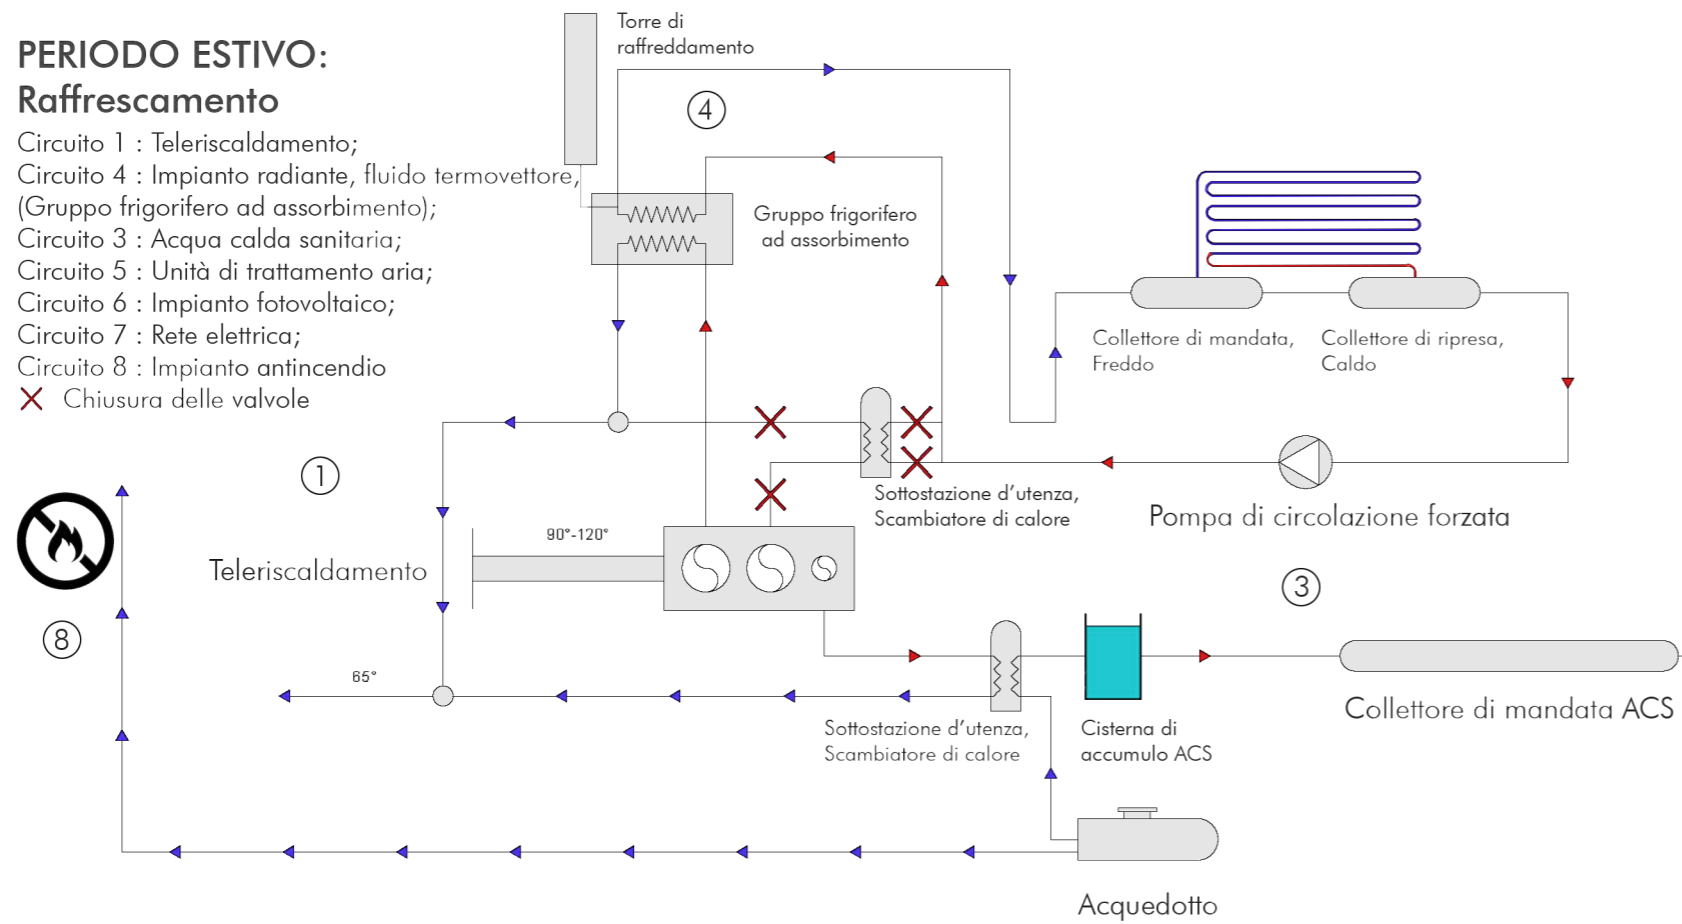 PERIODO ESTIVO:
Raffrescamento
Circuito 1 : Teleriscaldamento;
Circuito 4 : Impianto radiante, fluido termovettore,
(Gruppo frigorifero ad assorbimento);
Circuito 3 : Acqua calda sanitaria;
Circuito 5 : Unità di trattamento aria;
Circuito 6 : Impianto fotovoltaico;
Circuito 7 : Rete elettrica;
Circuito 8 : Impianto antincendio
Chiusura delle valvole
Torre di
raffreddamento
4
Gruppo frigorifero
ad assorbimento
Collettore di mandata,
Freddo
Collettore di ripresa,
Caldo
1
Sottostazione d'utenza,
Scambiatore di calore
Pompa di circolazione forzata
90°-120°
Teleriscaldamento
3
8
65°
Sottostazione d'utenza,
Scambiatore di calore
Cisterna di
accumulo ACS
Collettore di mandata ACS
Acquedotto